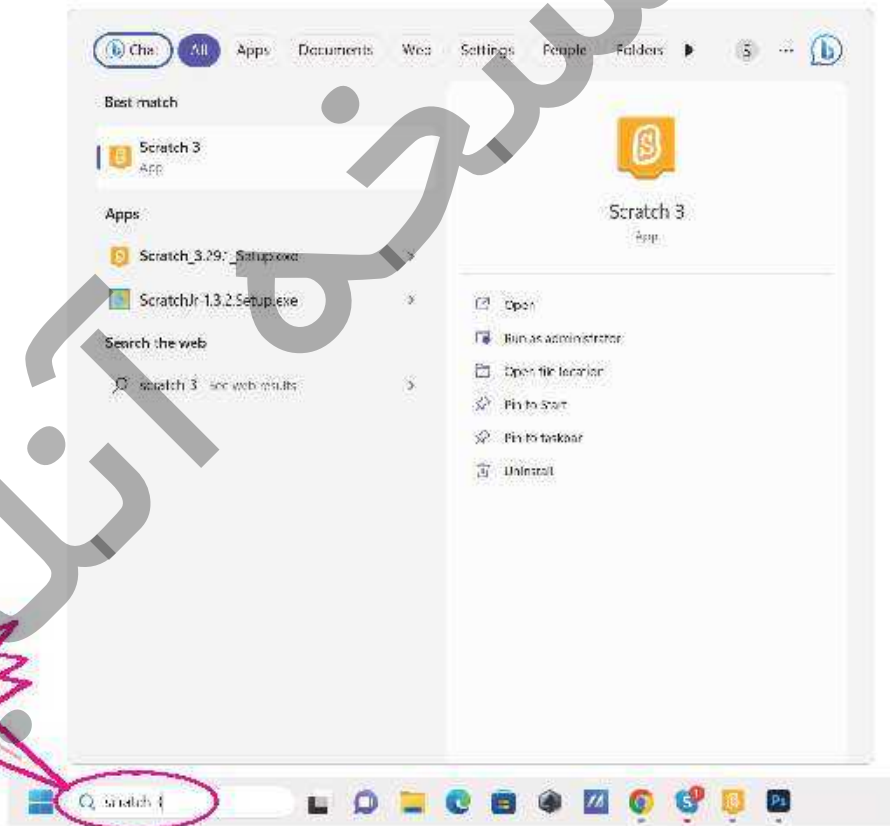 Chat All Apps Documents Web Settings People Folders S ...
Best match
Scratch 3
App
Apps
Scratch_3.29.1_Setup.exe
ScratchJr-1.3.2.Setup.exe
Search the web
scratch 3 See web results
Scratch 3
App
Open
Run as administrator
Open file location
Pin to Start
Pin to taskbar
Uninstall
Ps